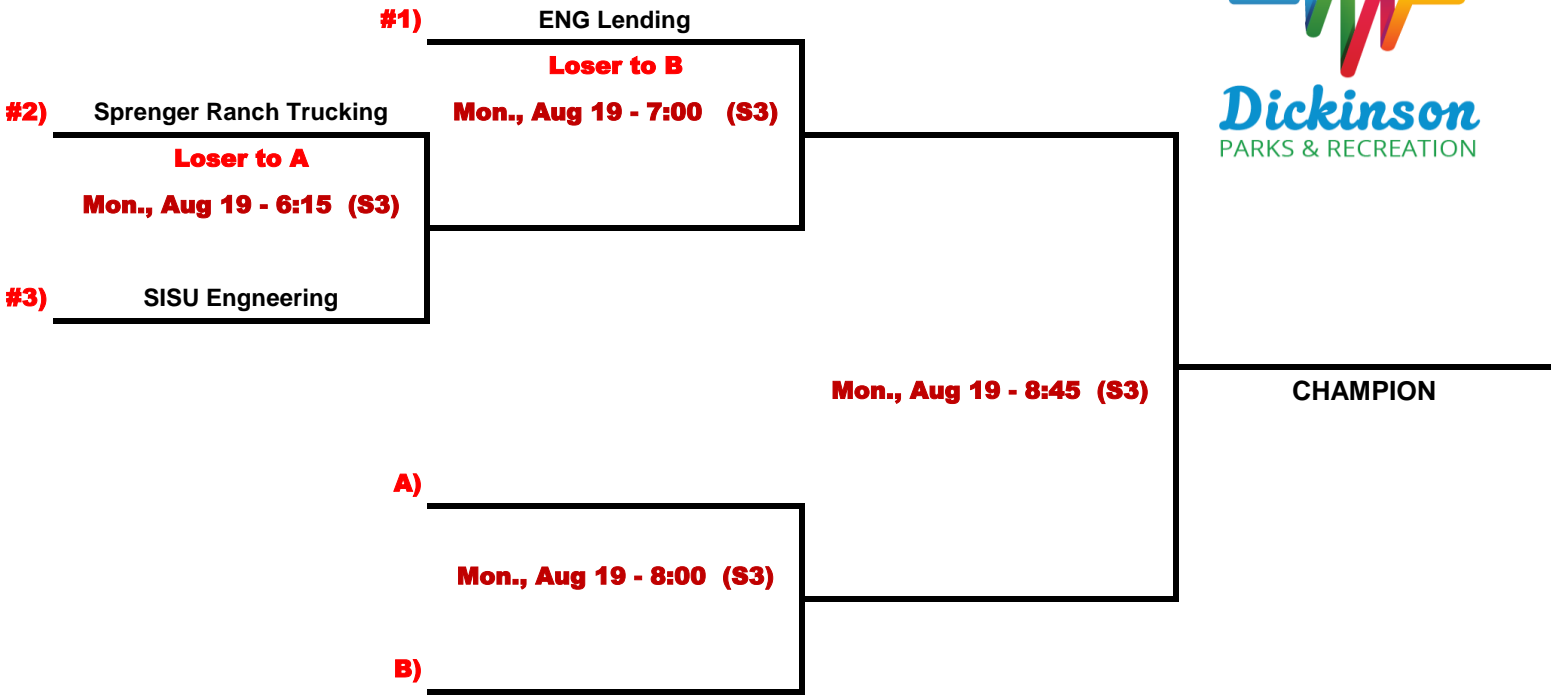 #1) ENG Lending
Loser to B
#2) Sprenger Ranch Trucking
Mon., Aug 19 - 7:00 (S3)
Dickinson
PARKS & RECREATION
Loser to A
Mon., Aug 19 - 6:15 (S3)
#3) SISU Engneering
Mon., Aug 19 - 8:45 (S3)
CHAMPION
A)
Mon., Aug 19 - 8:00 (S3)
B)